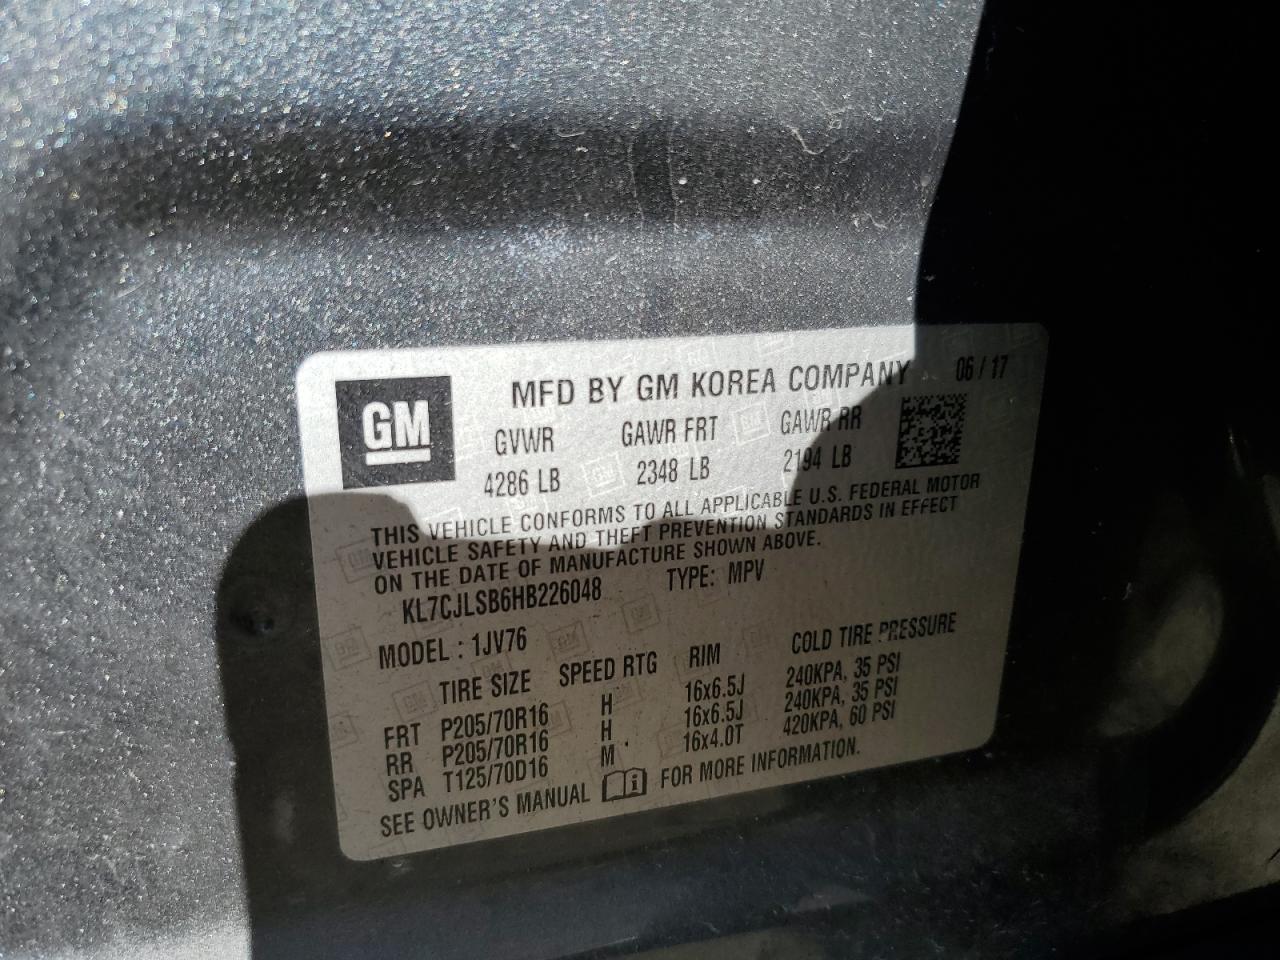 MFD BY GM KOREA COMPANY 06/17
GM
GVWR GAWR FRT GAWR RR
4286 LB 2348 LB 2194 LB
THIS VEHICLE CONFORMS TO ALL APPLICABLE U.S. FEDERAL MOTOR
VEHICLE SAFETY AND THEFT PREVENTION STANDARDS IN EFFECT
ON THE DATE OF MANUFACTURE SHOWN ABOVE.
KL7CJLSB6HB226048 TYPE: MPV
MODEL: 1JV76
TIRE SIZE SPEED RTG RIM COLD TIRE PRESSURE
FRT P205/70R16 H 16x6.5J 240KPA, 35 PSI
RR P205/70R16 H 16x6.5J 240KPA, 35 PSI
SPA T125/70D16 M 16x4.0T 420KPA, 60 PSI
SEE OWNER'S MANUAL i FOR MORE INFORMATION.